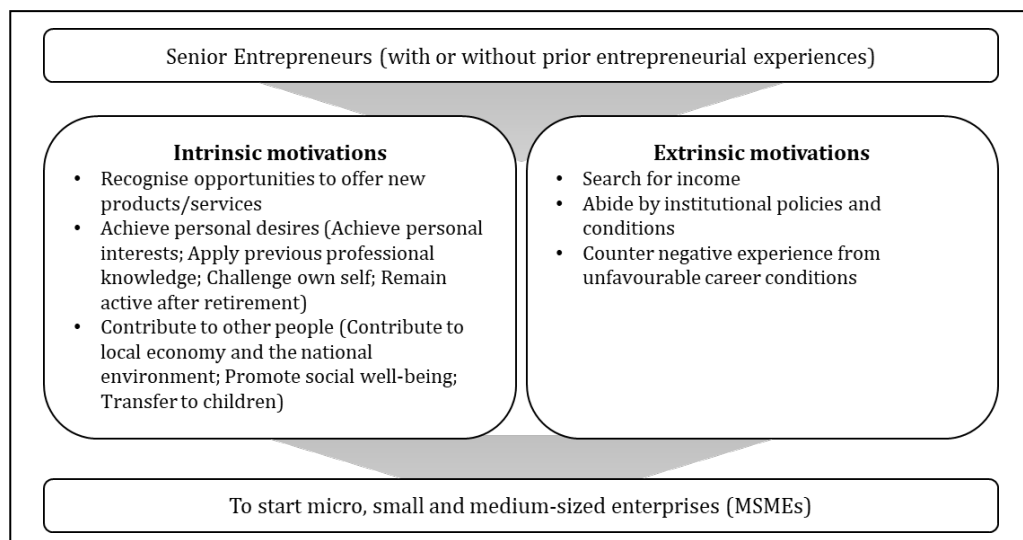 Senior Entrepreneurs (with or without prior entrepreneurial experiences)
Intrinsic motivations
• Recognise opportunities to offer new
products/services
• Achieve personal desires (Achieve personal
interests; Apply previous professional
knowledge; Challenge own self; Remain
active after retirement)
• Contribute to other people (Contribute to
local economy and the national
environment; Promote social well-being;
Transfer to children)
Extrinsic motivations
• Search for income
• Abide by institutional policies and
conditions
• Counter negative experience from
unfavourable career conditions
To start micro, small and medium-sized enterprises (MSMEs)